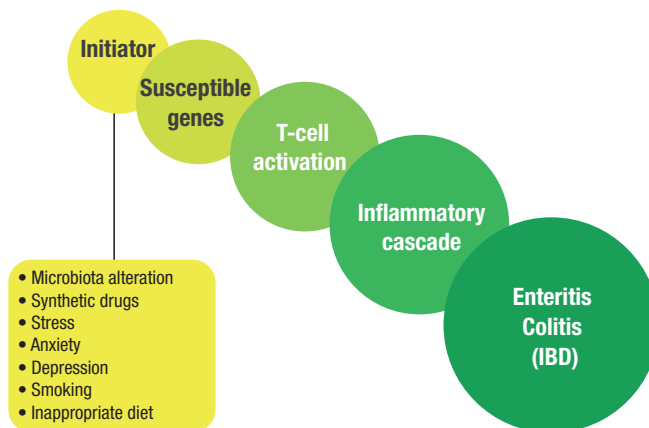 Initiator
Susceptible
genes
T-cell
activation
Inflammatory
cascade
Enteritis
Colitis
(IBD)
• Microbiota alteration
• Synthetic drugs
• Stress
• Anxiety
• Depression
• Smoking
• Inappropriate diet